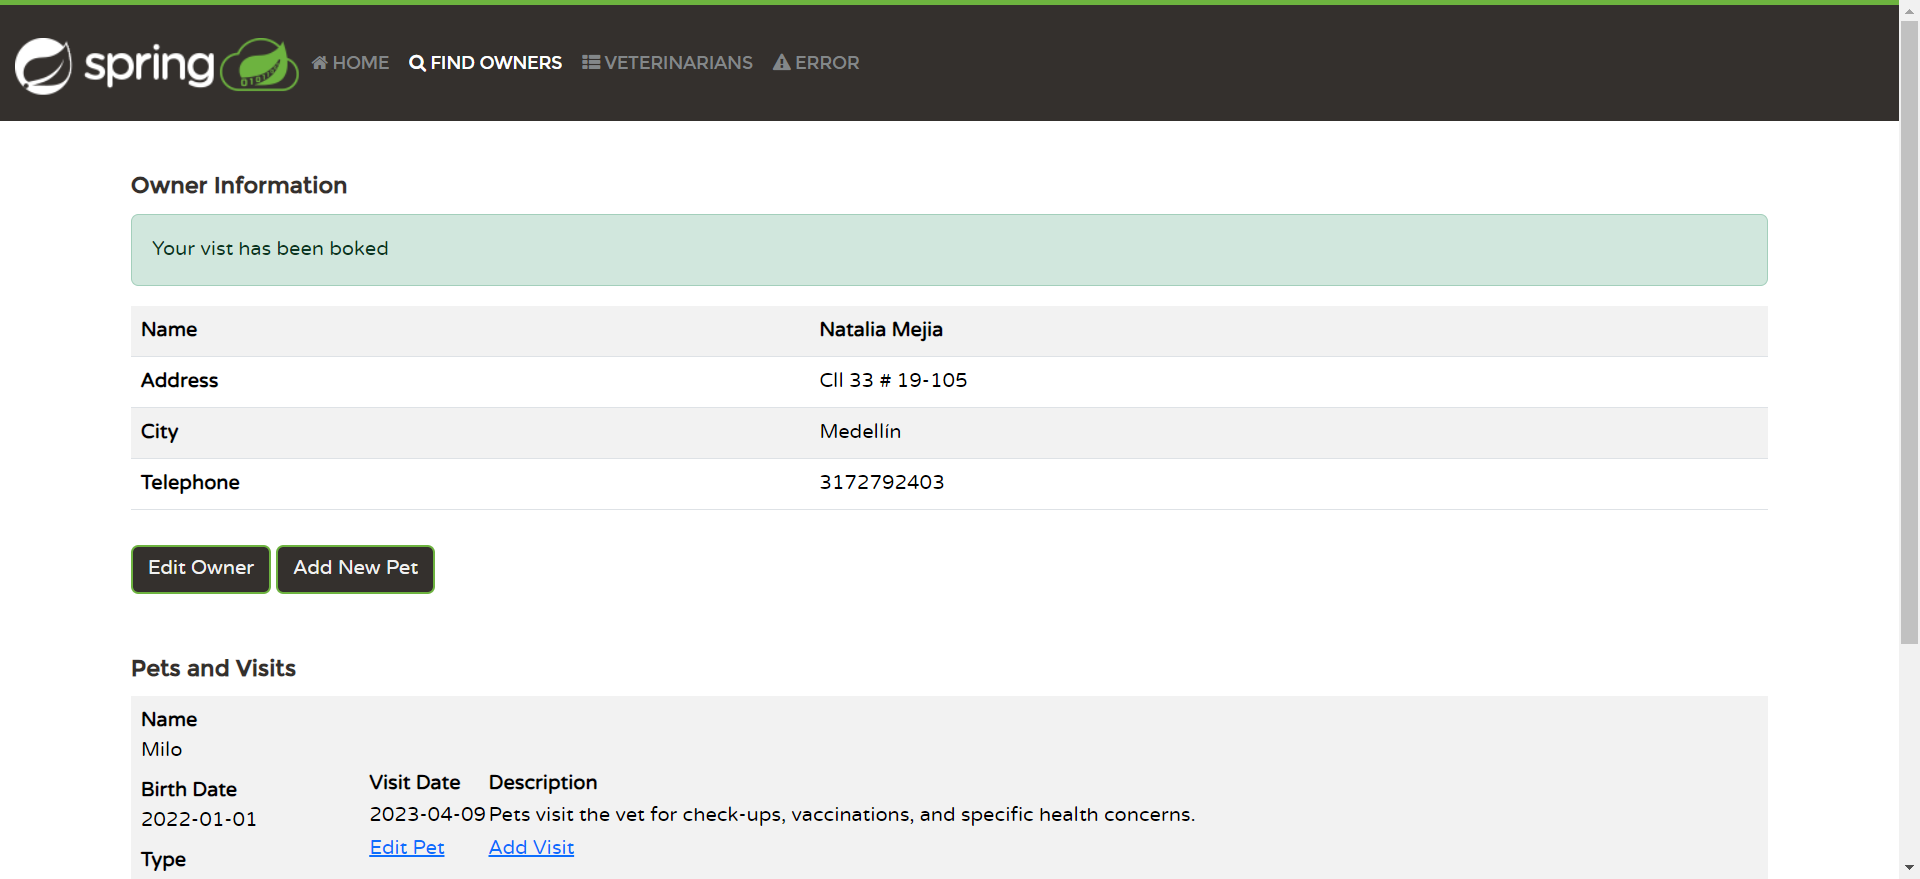 spring HOME FIND OWNERS VETERINARIANS ERROR
Owner Information
Your vist has been boked
Name Natalia Mejia
Address Cll 33 # 19-105
City Medellín
Telephone 3172792403
Edit Owner Add New Pet
Pets and Visits
Name
Milo
Birth Date
2022-01-01
Type
Visit Date Description
2023-04-09 Pets visit the vet for check-ups, vaccinations, and specific health concerns.
Edit Pet Add Visit